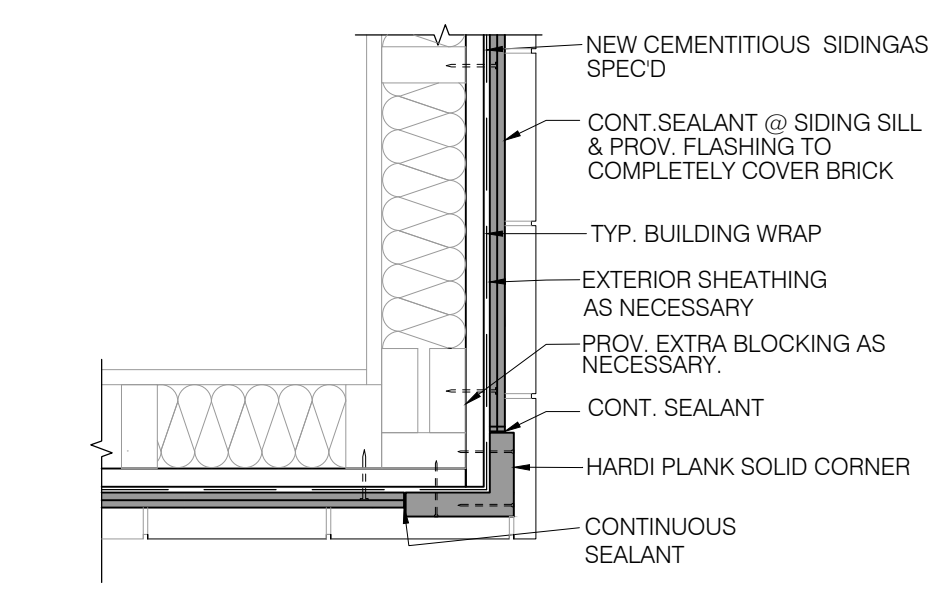 NEW CEMENTITIOUS SIDINGAS
SPEC'D
CONT.SEALANT @ SIDING SILL
& PROV. FLASHING TO
COMPLETELY COVER BRICK
TYP. BUILDING WRAP
EXTERIOR SHEATHING
AS NECESSARY
PROV. EXTRA BLOCKING AS
NECESSARY.
CONT. SEALANT
HARDI PLANK SOLID CORNER
CONTINUOUS
SEALANT